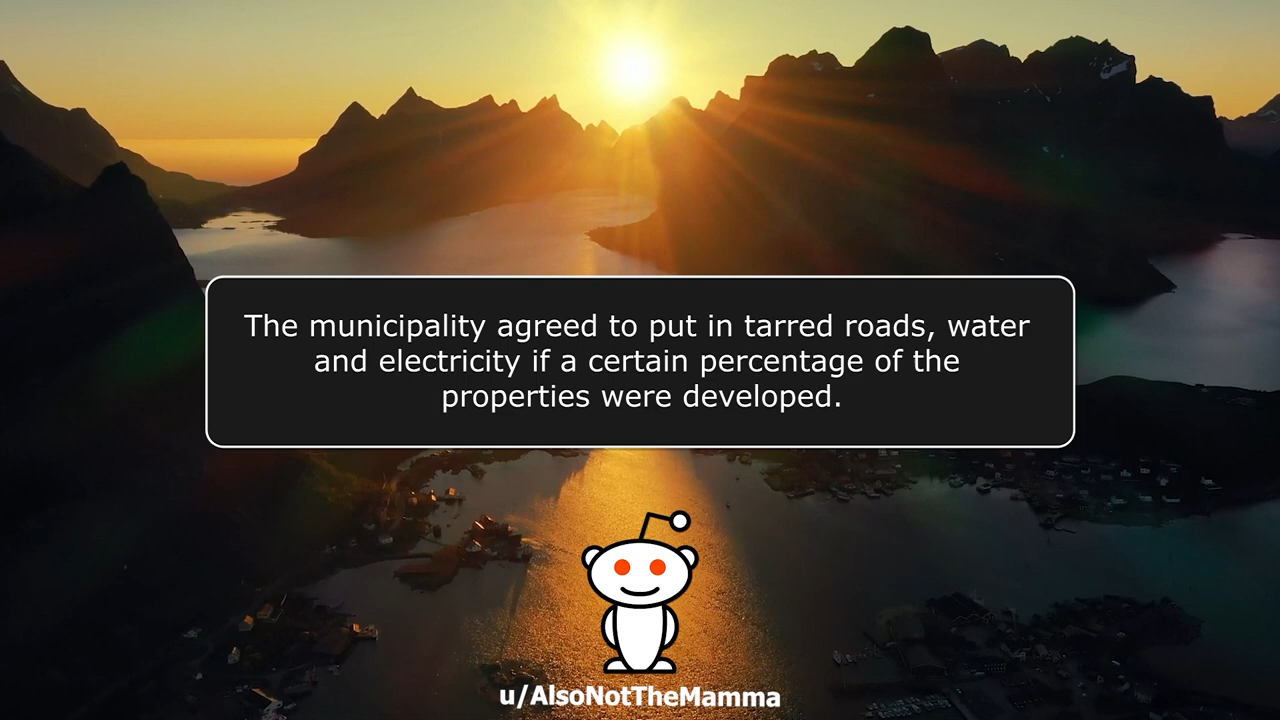 The municipality agreed to put in tarred roads, water
and electricity if a certain percentage of the
properties were developed.
u/AlsoNotTheMamma